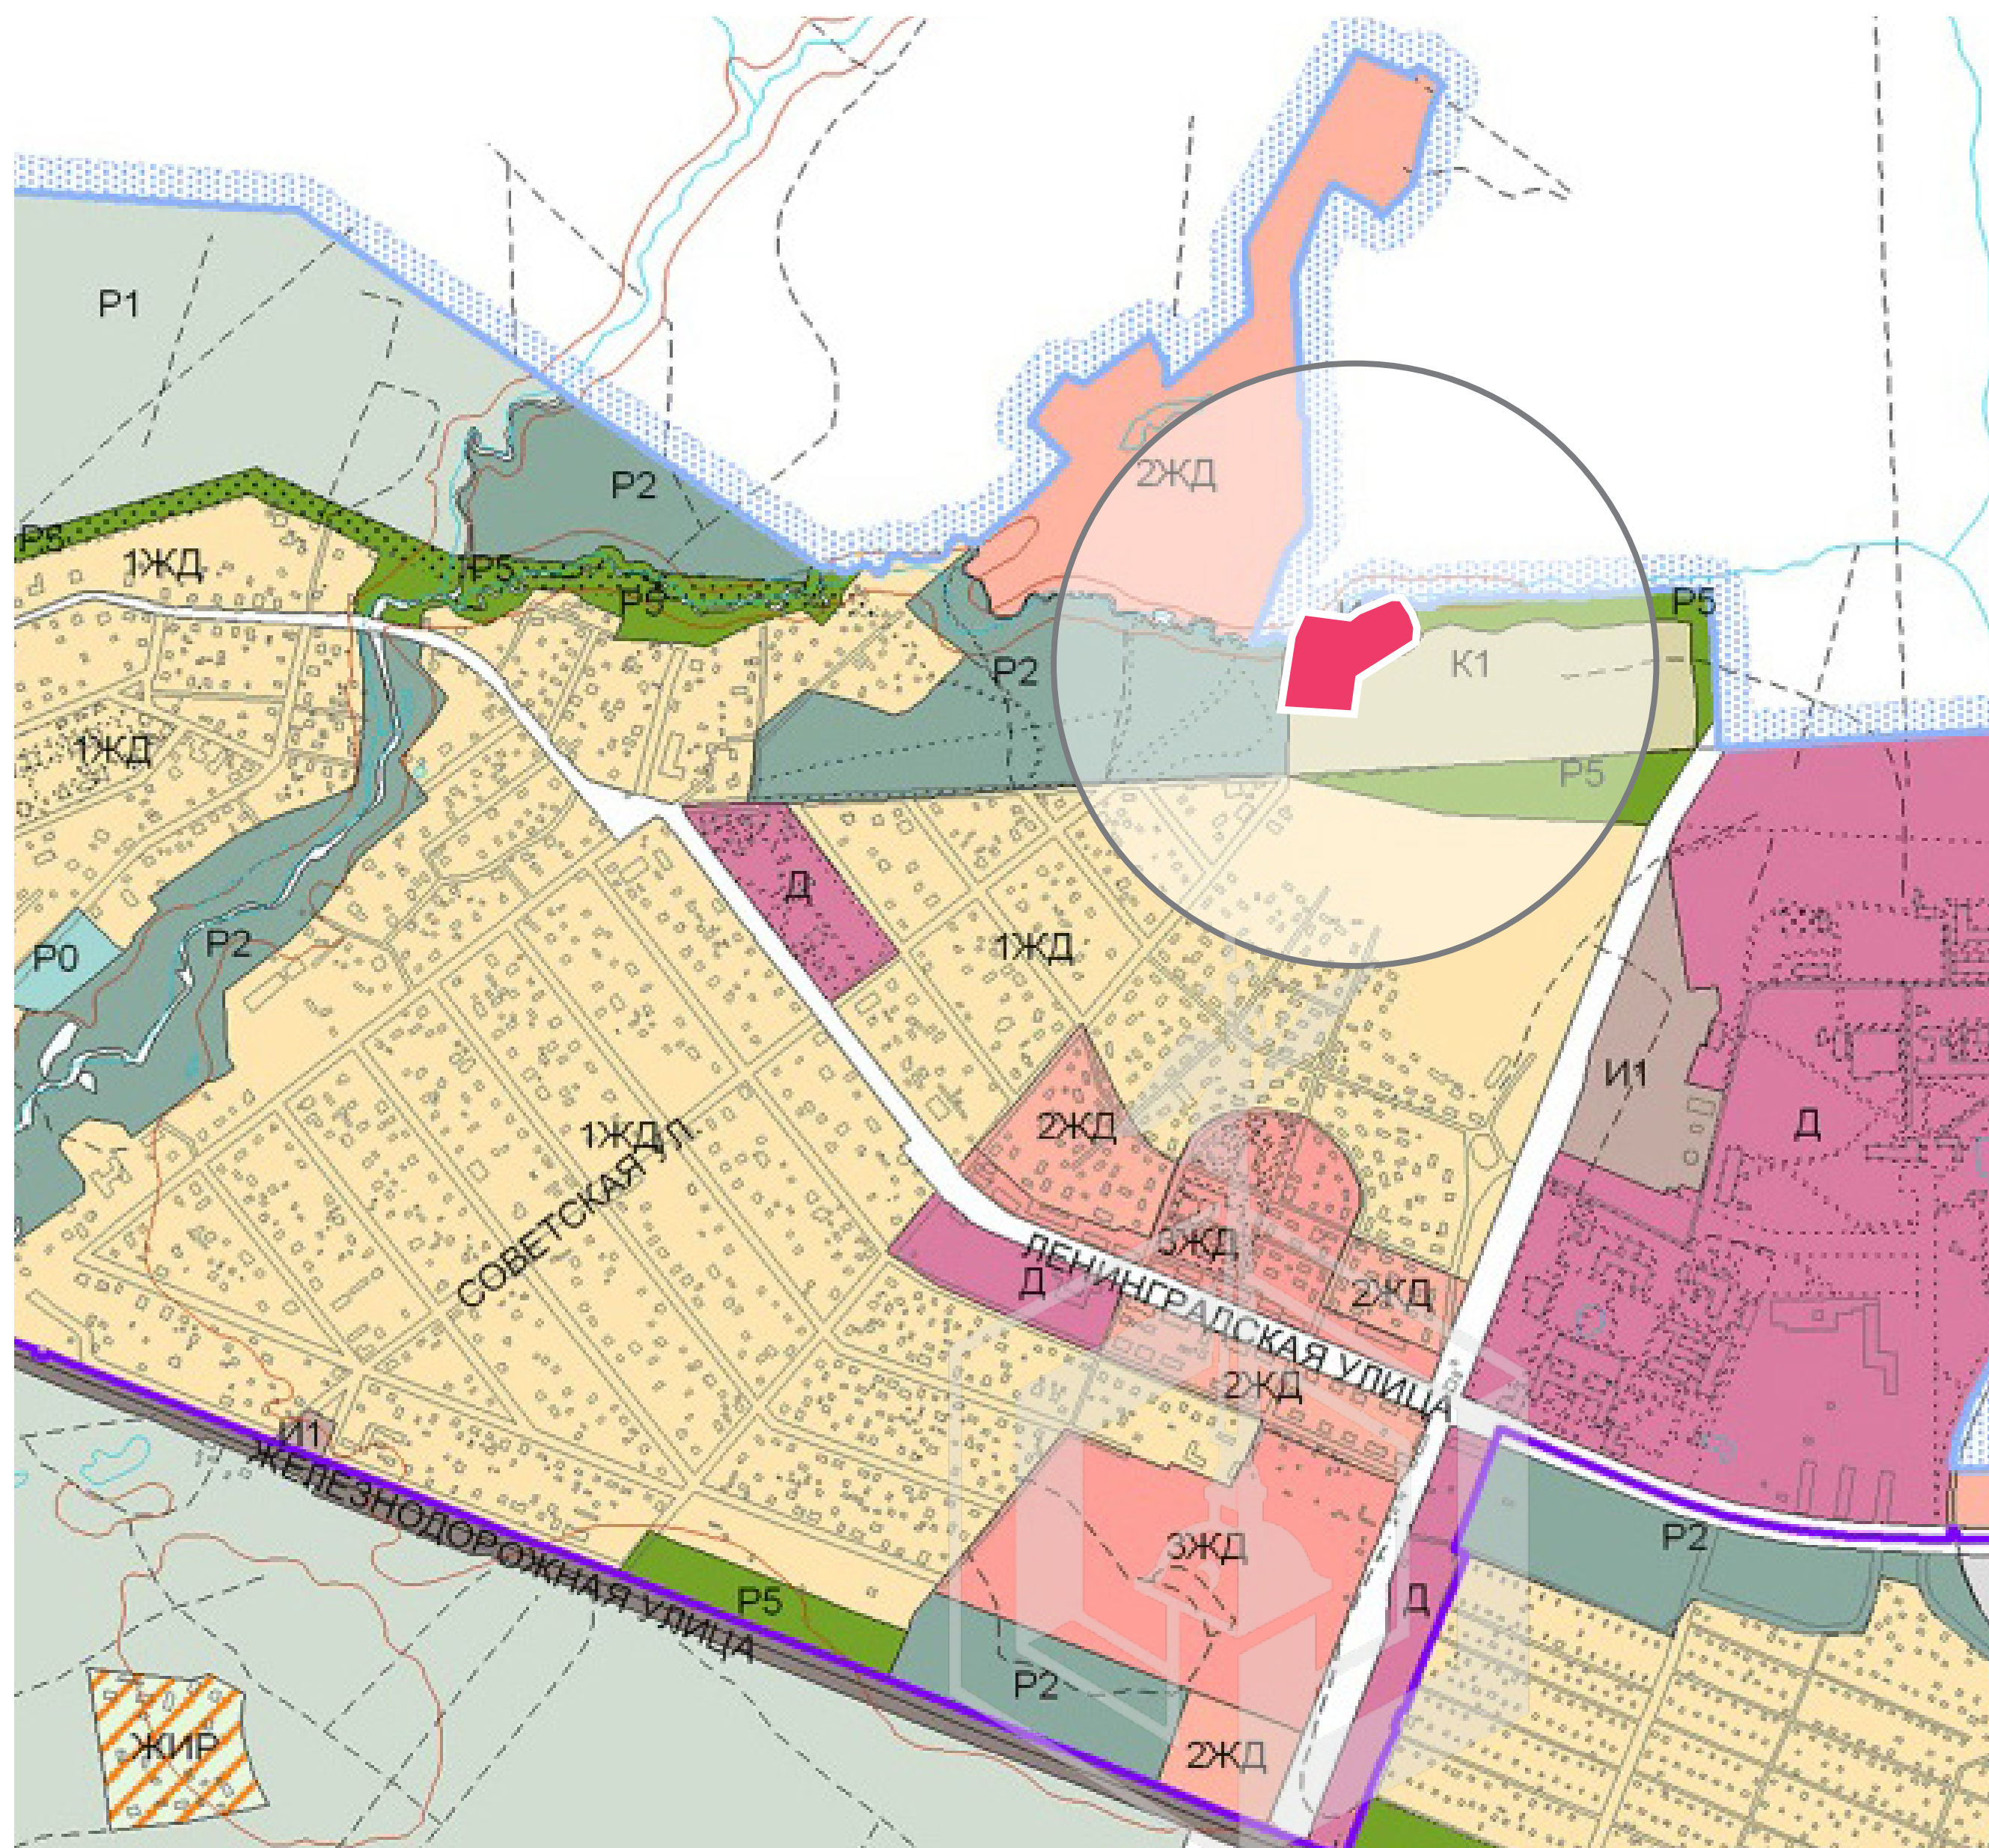 Р1
2ЖД
Р2
Р5
1ЖД
Р5
Р5
Р5
К1
Р2
1ЖД
Р5
Д
1ЖД
Р2
Р0
И1
2ЖД
Д
1ЖД
СОВЕТСКАЯ УЛ.
3ЖД
ЛЕНИНГРАДСКАЯ УЛИЦА
Д
2ЖД
2ЖД
И1
ЖЕЛЕЗНОДОРОЖНАЯ УЛИЦА
Р2
3ЖД
Р5
Д
Р2
ЖИР
2ЖД